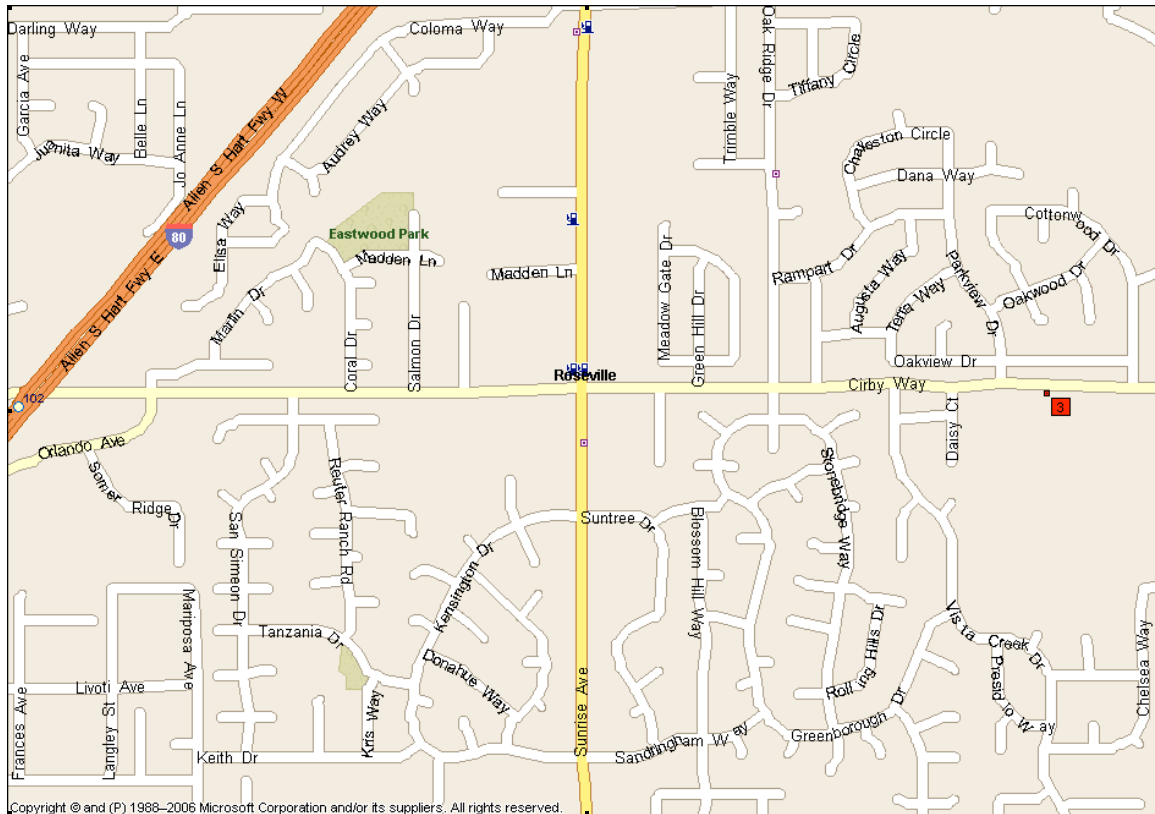 Darling Way
Coloma Way
Oak Ridge Dr
Garcia Ave
Belle Ln
Jo Anne Ln
Allen S Hart Fwy W
Audrey Way
Trimble Way
Tiffany Circle
Juanita Way
Charleston Circle
Dana Way
80
Elisa Way
Eastwood Park
Madden Ln
Madden Ln
Meadow Gate Dr
Green Hill Dr
Rampart Dr
Augusta Way
Tena Way
Parkview Dr
Cottonwood Dr
Oakwood Dr
Allen S Hart Fwy E
Marlin Dr
Coral Dr
Salmon Dr
Oakview Dr
Roseville
Cirby Way
102
3
Daisy Ct
Orlando Ave
Somer Ridge Dr
Reuter Ranch Rd
San Simeon Dr
Kensington Dr
Suntree Dr
Blossom Hill Way
Stonebridge Way
Mariposa Ave
Tanzania Dr
Donahue Way
Kris Way
Sunrise Ave
Rolling Hills Dr
Vista Creek Dr
Presidio Way
Chelsea Way
Livoti Ave
Frances Ave
Langley St
Keith Dr
Sandringham Way
Greenborough Dr
Copyright © and (P) 1988–2006 Microsoft Corporation and/or its suppliers. All rights reserved.